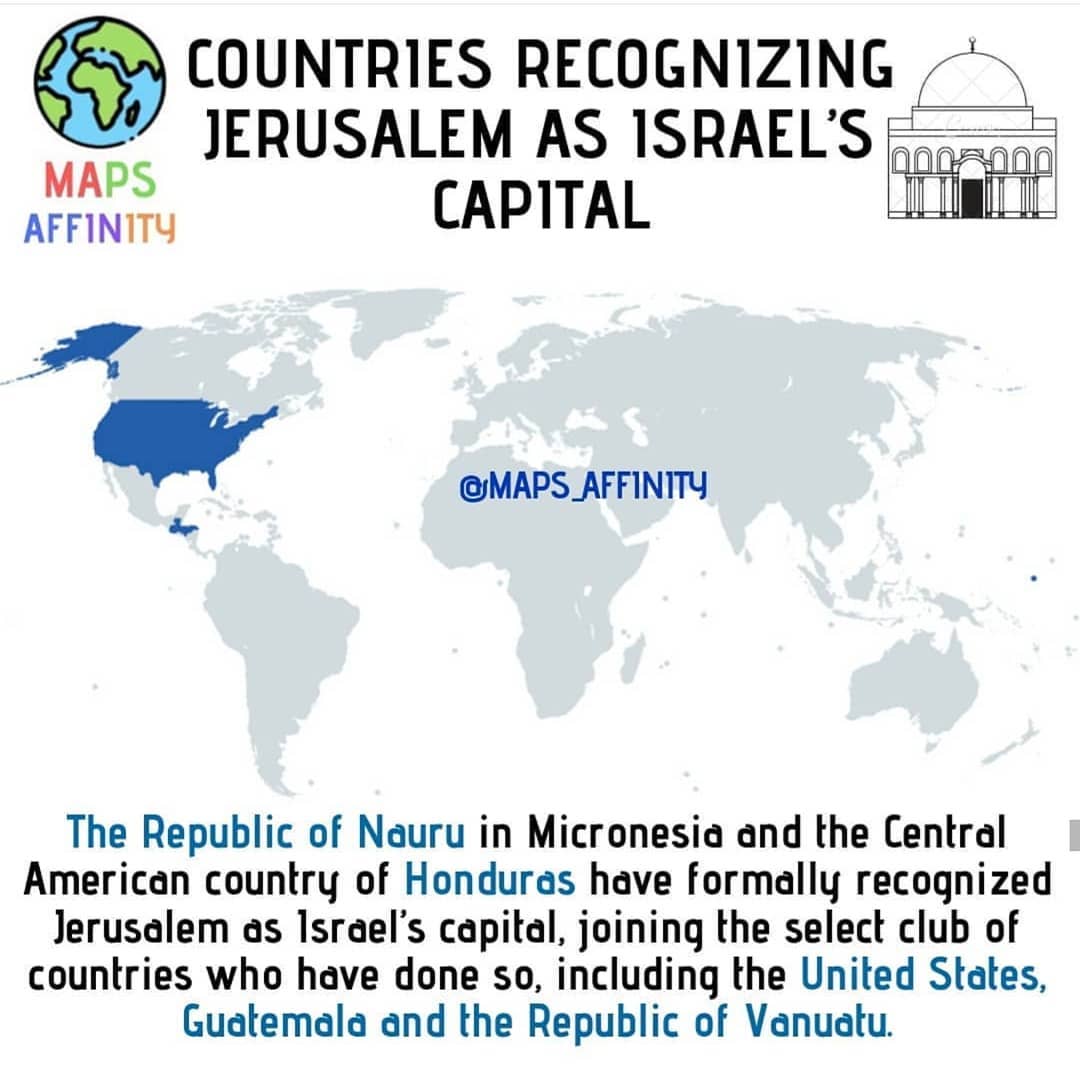 COUNTRIES RECOGNIZING
JERUSALEM AS ISRAEL'S
CAPITAL
MAPS
AFFINITY
@MAPS_AFFINITY
The Republic of Nauru in Micronesia and the Central
American country of Honduras have formally recognized
Jerusalem as Israel's capital, joining the select club of
countries who have done so, including the United States,
Guatemala and the Republic of Vanuatu.